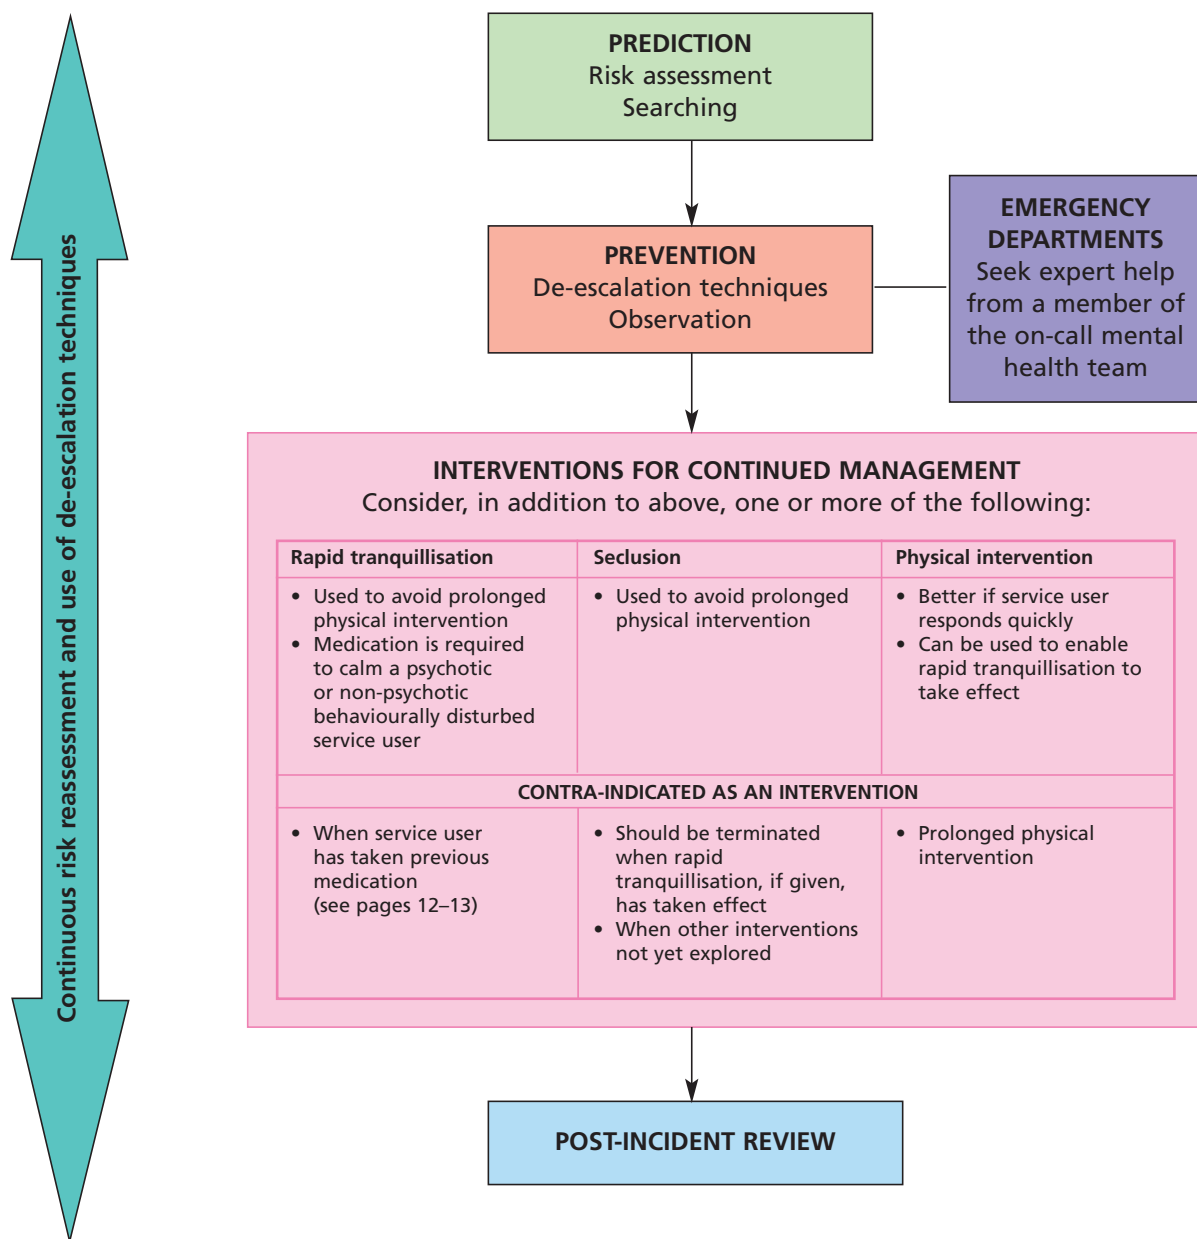 PREDICTION
Risk assessment
Searching
PREVENTION
De-escalation techniques
Observation
EMERGENCY
DEPARTMENTS
Seek expert help
from a member of
the on-call mental
health team
Continuous risk reassessment and use of de-escalation techniques
INTERVENTIONS FOR CONTINUED MANAGEMENT
Consider, in addition to above, one or more of the following:
Rapid tranquillisation
• Used to avoid prolonged
physical intervention
• Medication is required
to calm a psychotic
or non-psychotic
behaviourally disturbed
service user
Seclusion
• Used to avoid prolonged
physical intervention
Physical intervention
• Better if service user
responds quickly
• Can be used to enable
rapid tranquillisation to
take effect
CONTRA-INDICATED AS AN INTERVENTION
• When service user
has taken previous
medication
(see pages 12–13)
• Should be terminated
when rapid
tranquillisation, if given,
has taken effect
• When other interventions
not yet explored
• Prolonged physical
intervention
POST-INCIDENT REVIEW